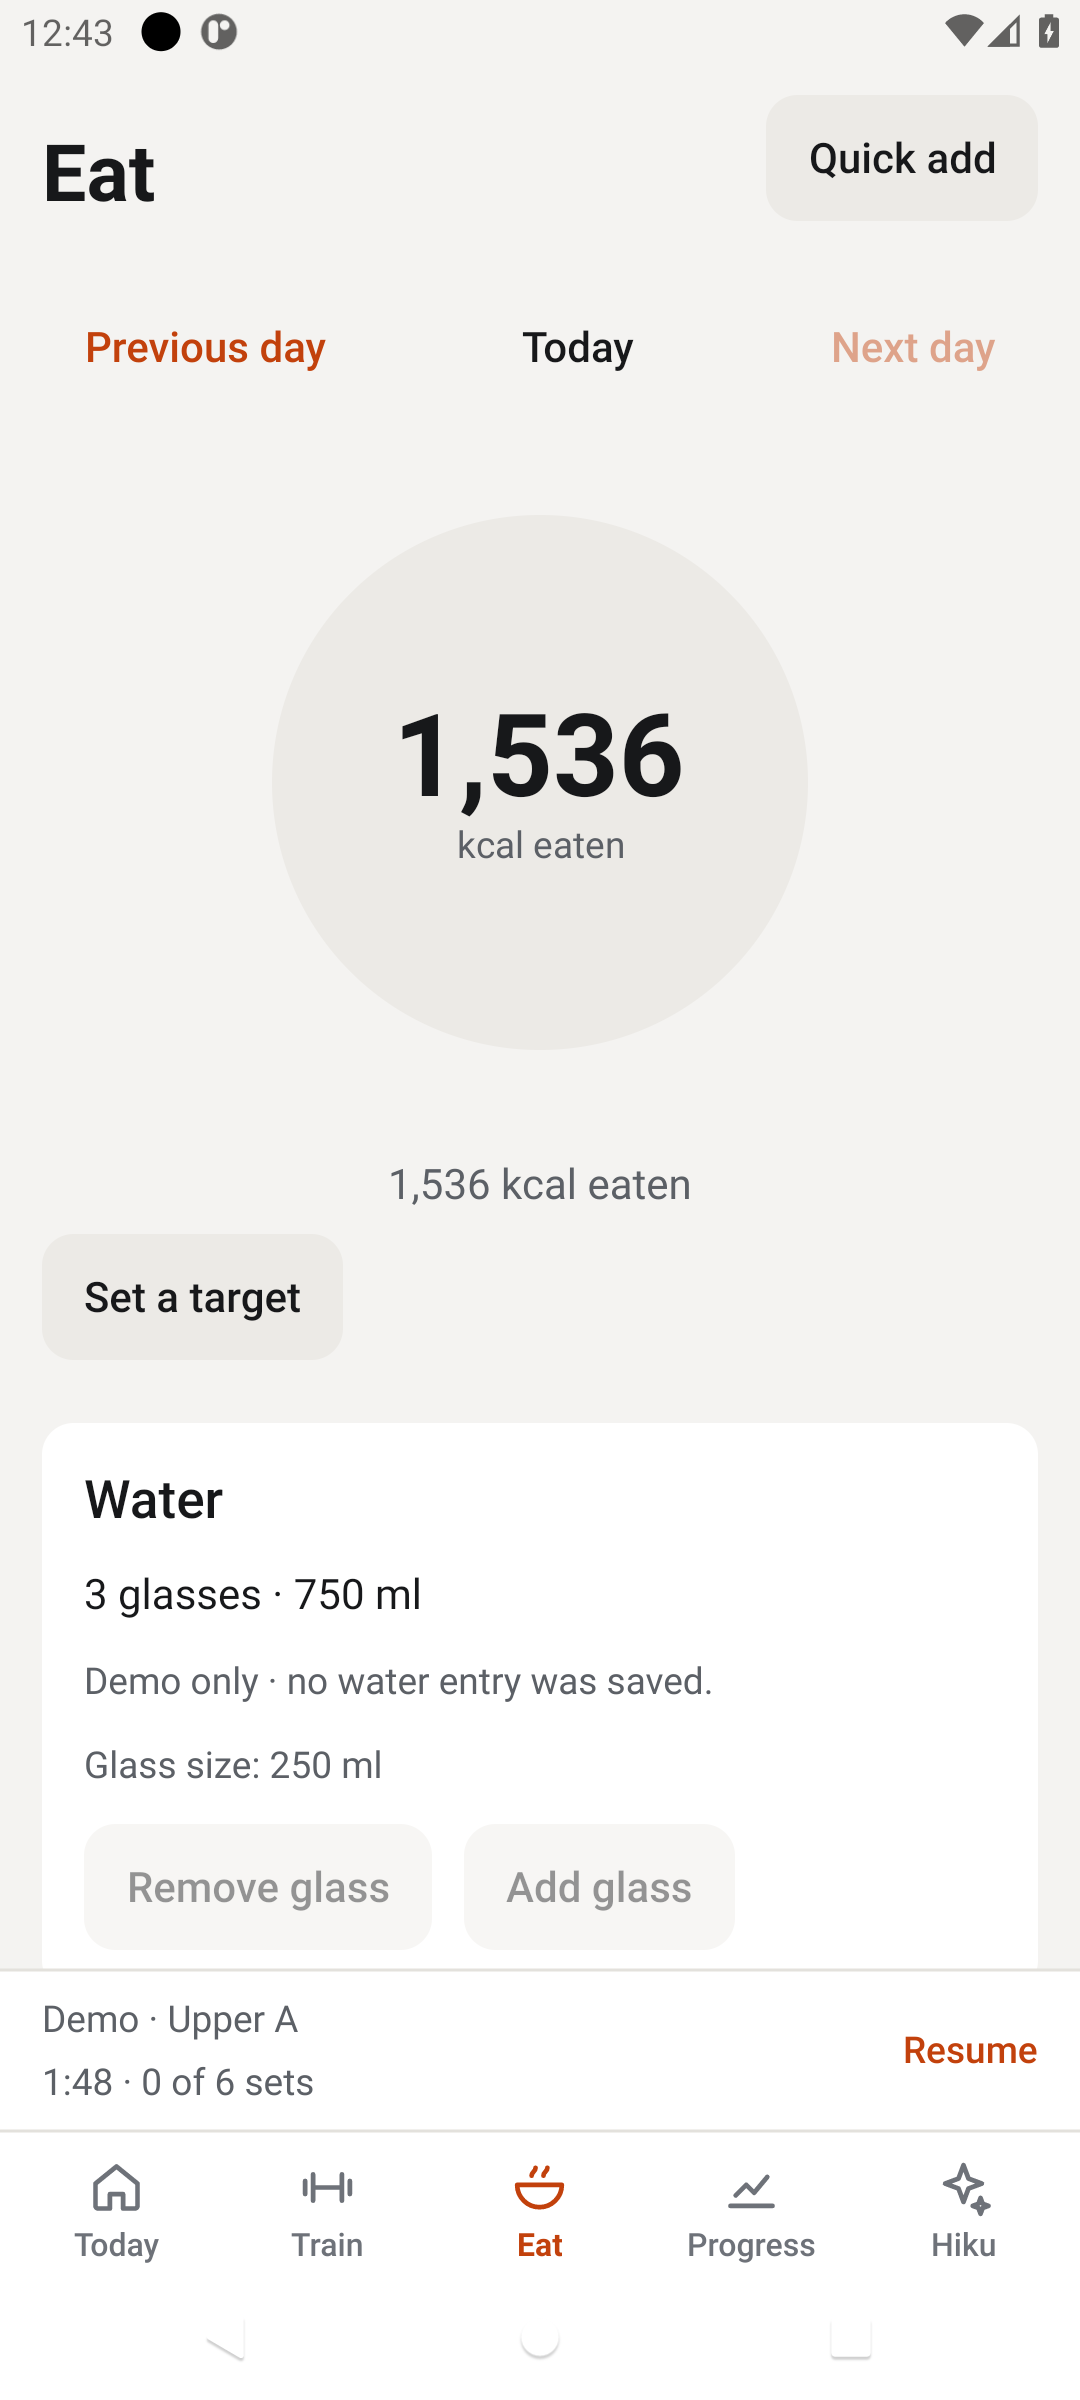 12:43
Eat
Quick add
Previous day
Today
Next day
1,536
kcal eaten
1,536 kcal eaten
Set a target
Water
3 glasses · 750 ml
Demo only · no water entry was saved.
Glass size: 250 ml
Remove glass
Add glass
Demo · Upper A
1:48 · 0 of 6 sets
Resume
Today
Train
Eat
Progress
Hiku